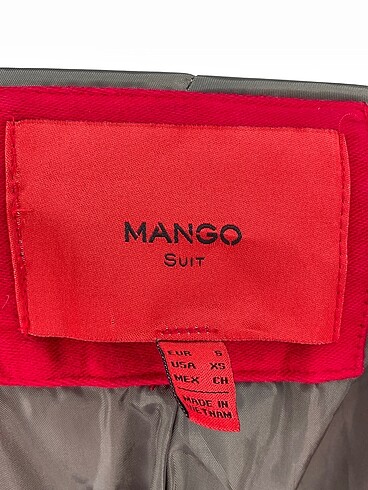 MANGO
SUIT
EUR S
USA XS
MEX CH
MADE IN
VIETNAM